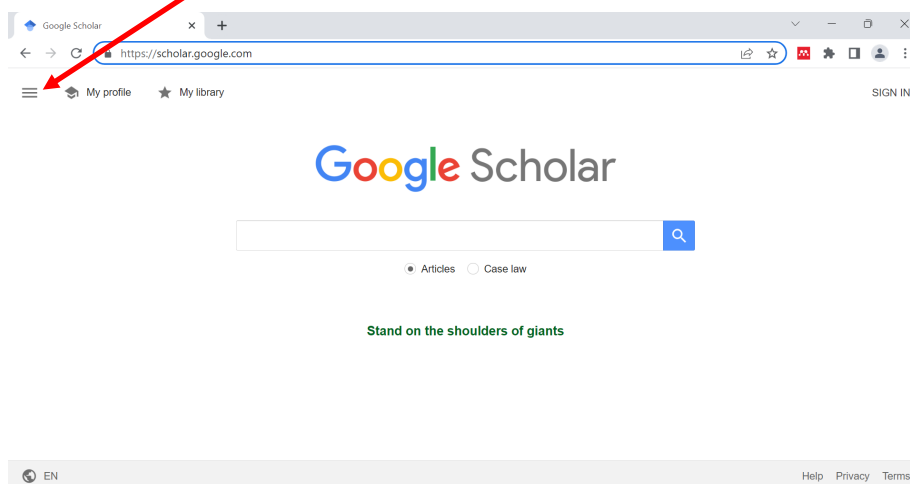 Google Scholar
https://scholar.google.com
My profile My library SIGN IN
Google Scholar
Articles Case law
Stand on the shoulders of giants
EN Help Privacy Terms